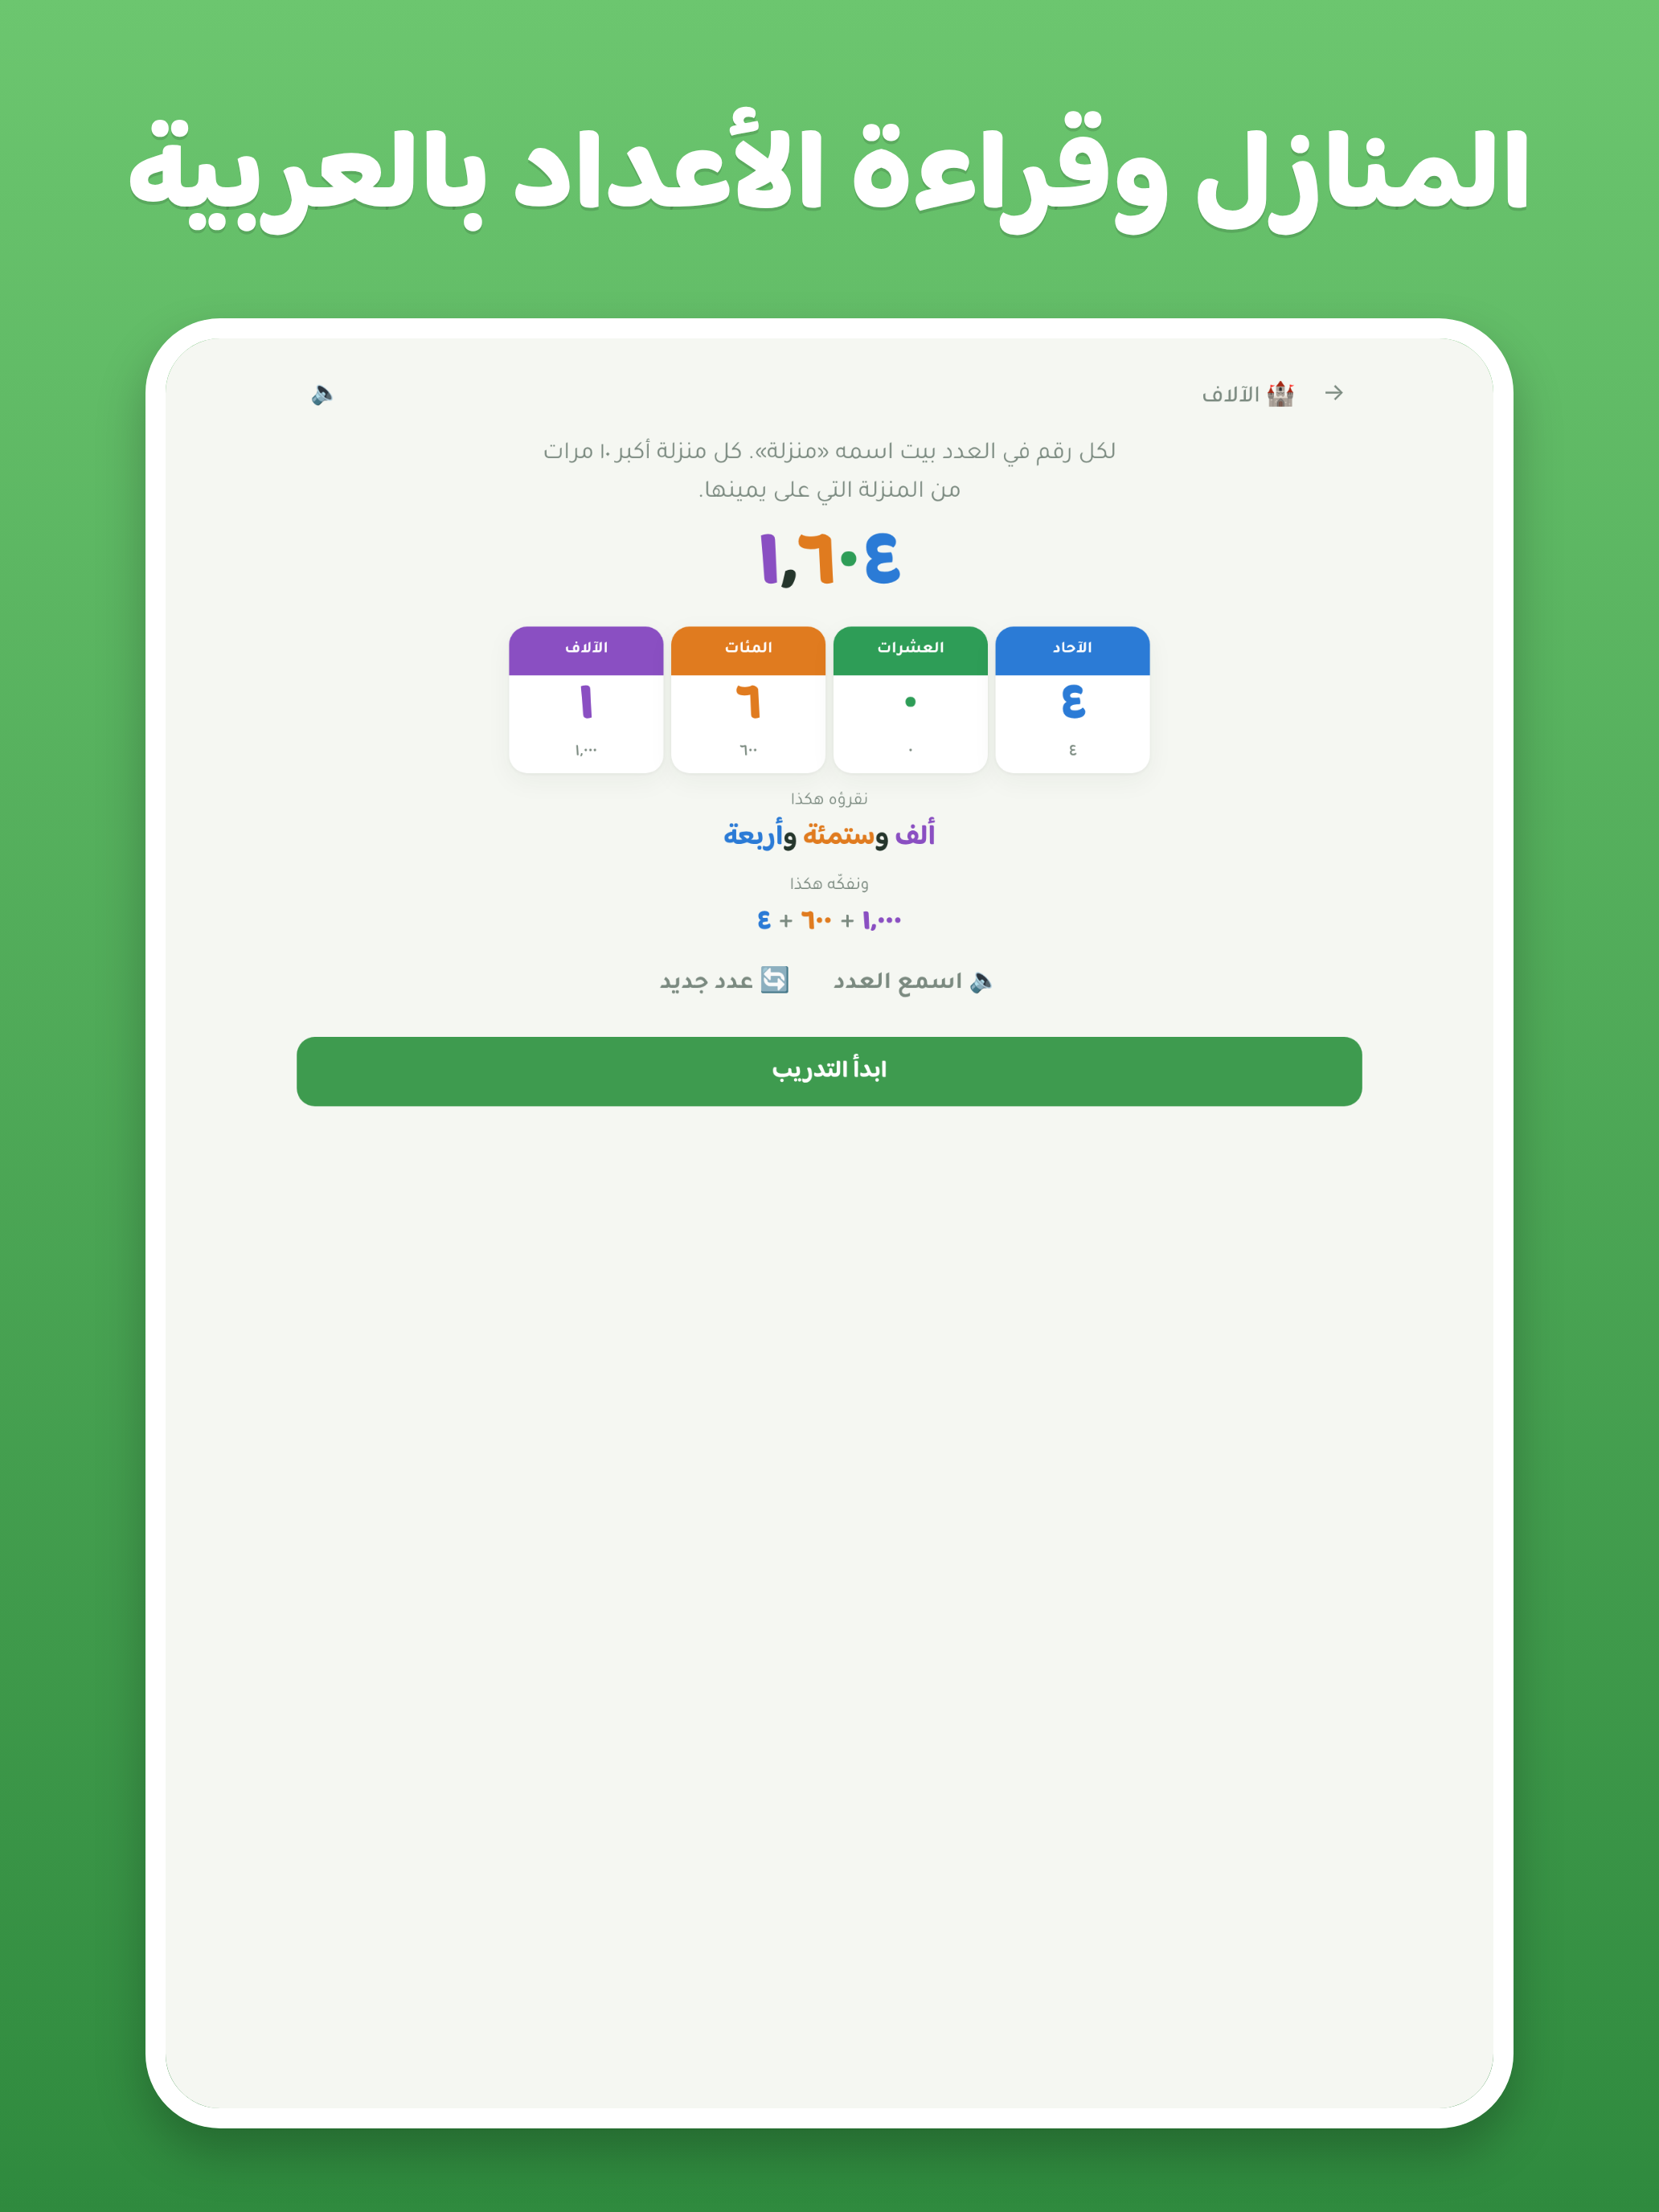 المنازل وقراءة الأعداد بالعربية
→ 🏰 الآلاف 🔈
لكل رقم في العدد بيت اسمه «منزلة». كل منزلة أكبر ١٠ مرات
من المنزلة التي على يمينها.
١,٦٠٤
الآحاد العشرات المئات الآلاف
٤ ٠ ٦ ١
٤ ٠ ٦٠٠ ١,٠٠٠
نقرؤه هكذا
ألف وستمئة وأربعة
ونفكّه هكذا
١,٠٠٠ + ٦٠٠ + ٤
🔈 اسمع العدد 🔄 عدد جديد
ابدأ التدريب